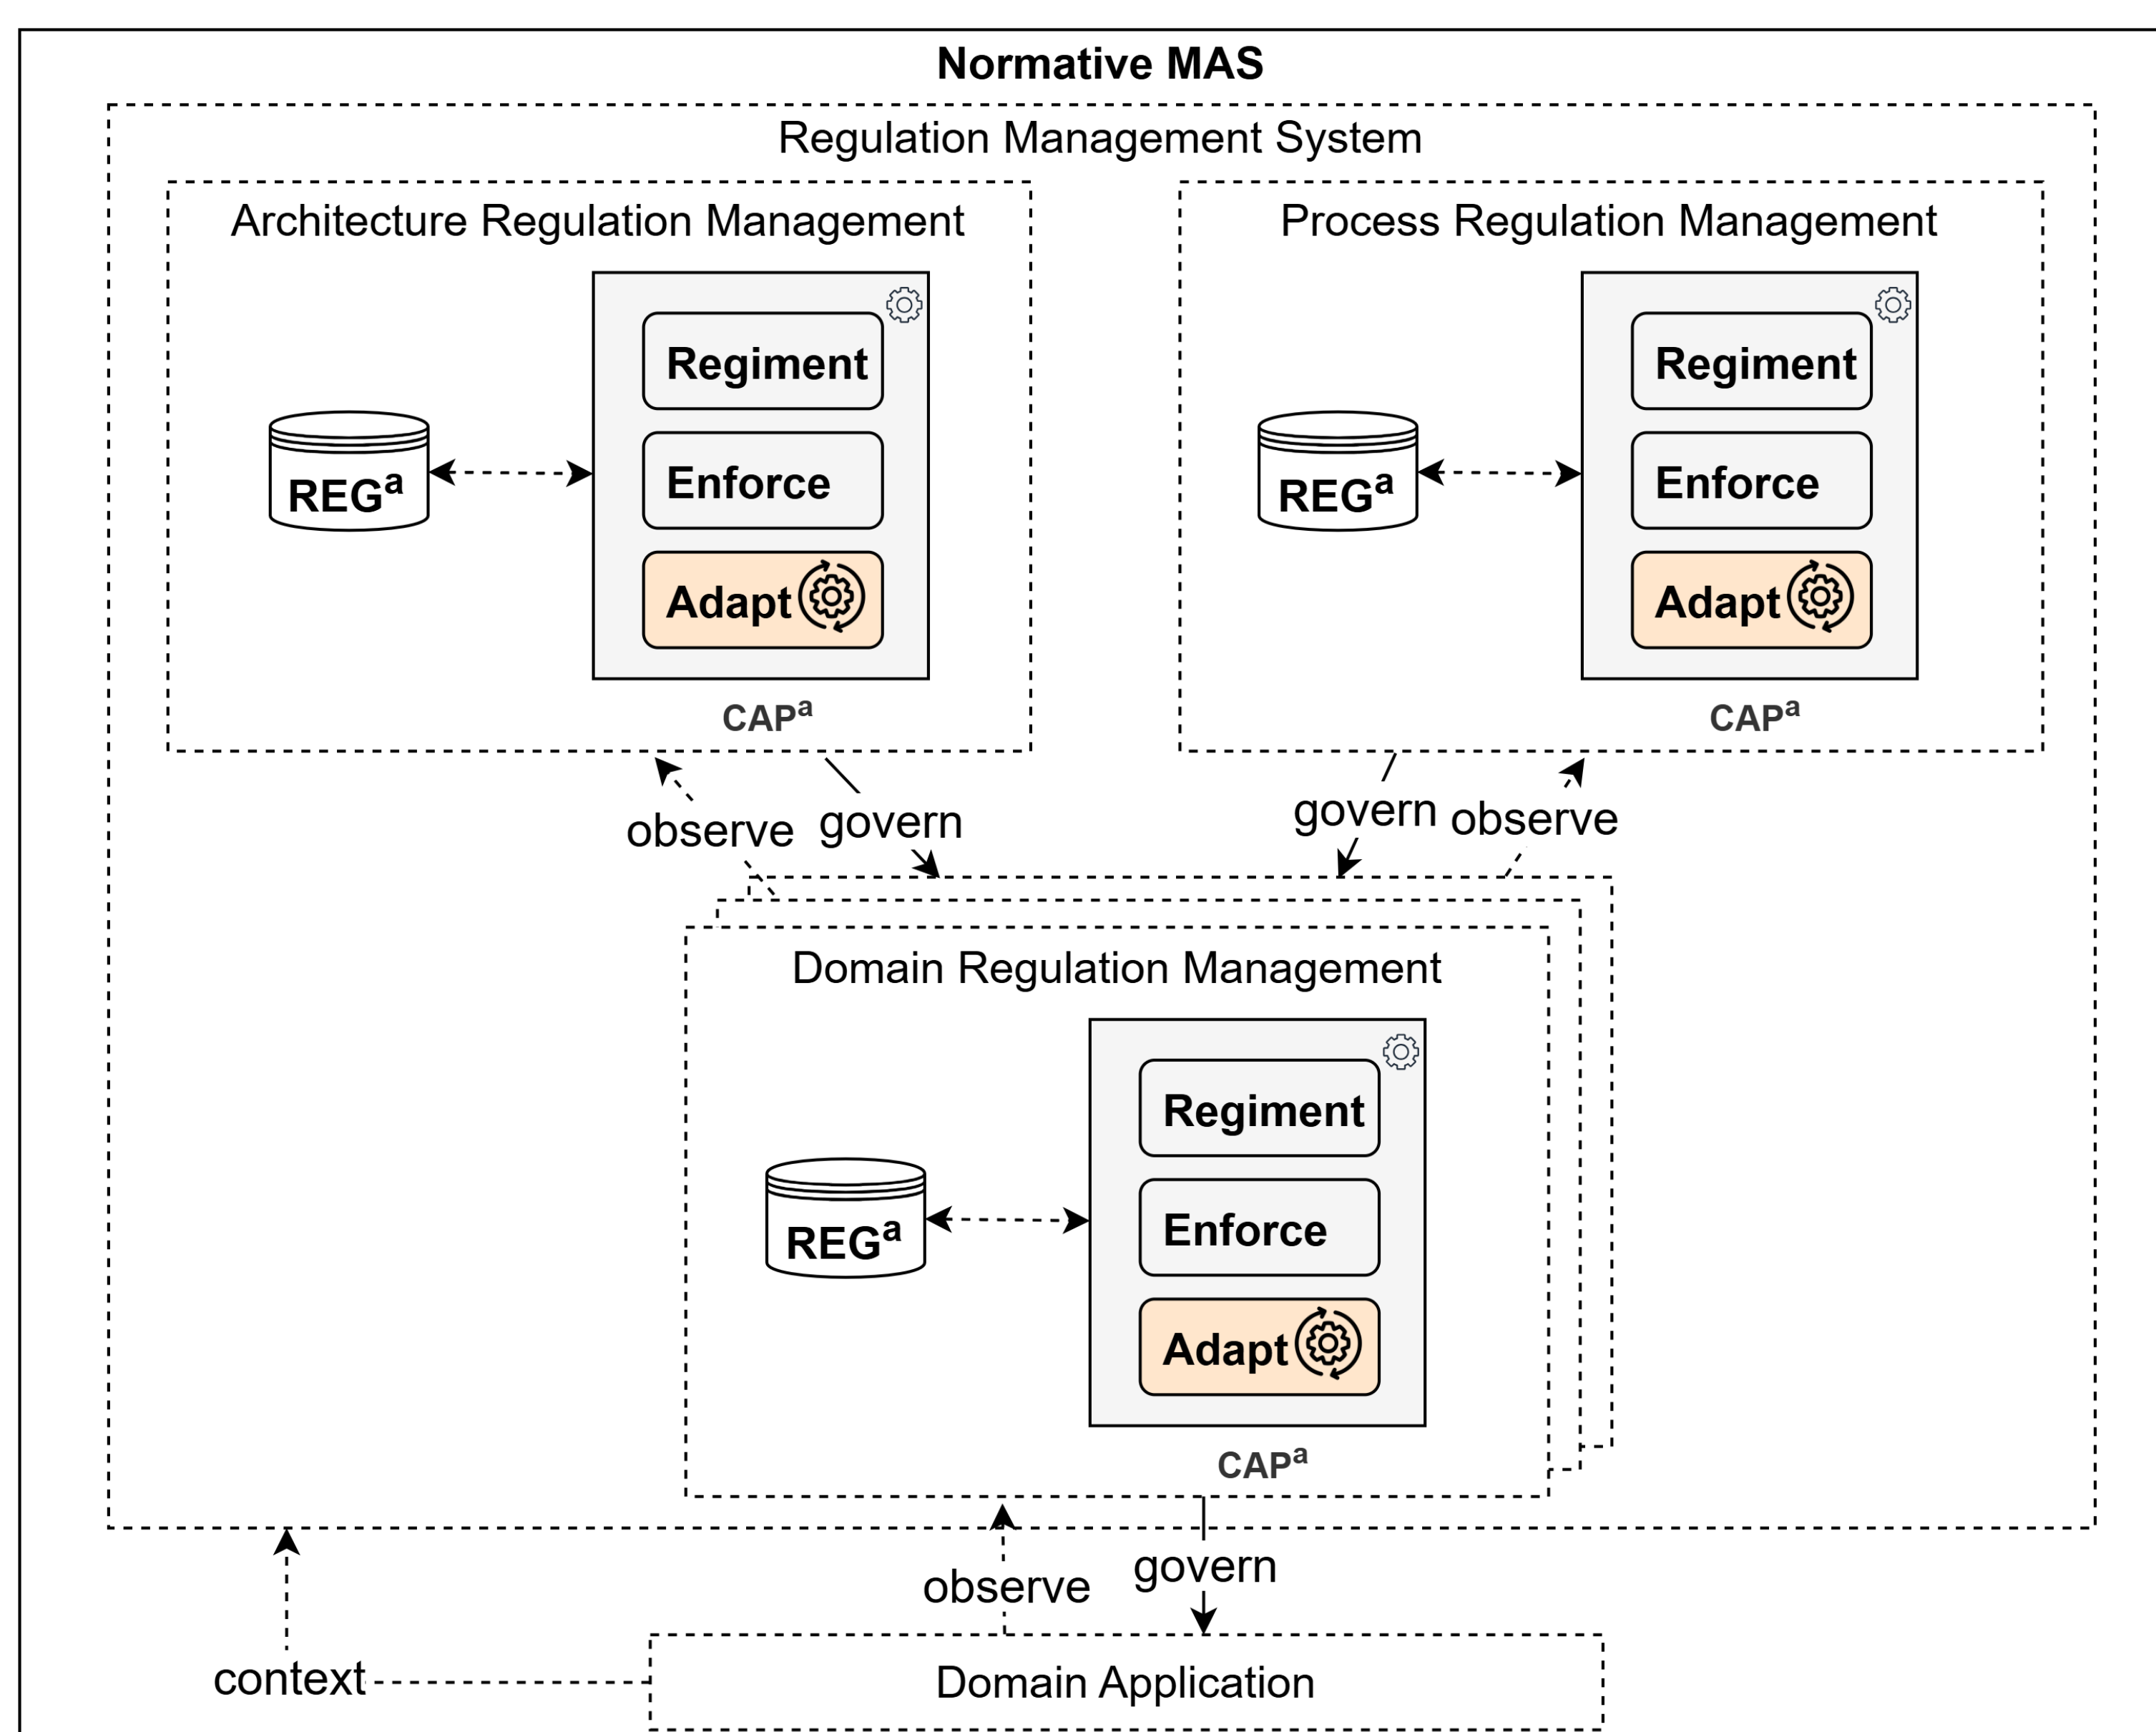 Normative MAS
Regulation Management System
Architecture Regulation Management
Regiment
Enforce
Adapt
REGᵃ
CAPᵃ
Process Regulation Management
Regiment
Enforce
Adapt
REGᵃ
CAPᵃ
observe
govern
govern
observe
Domain Regulation Management
Regiment
Enforce
Adapt
REGᵃ
CAPᵃ
observe
govern
context
Domain Application